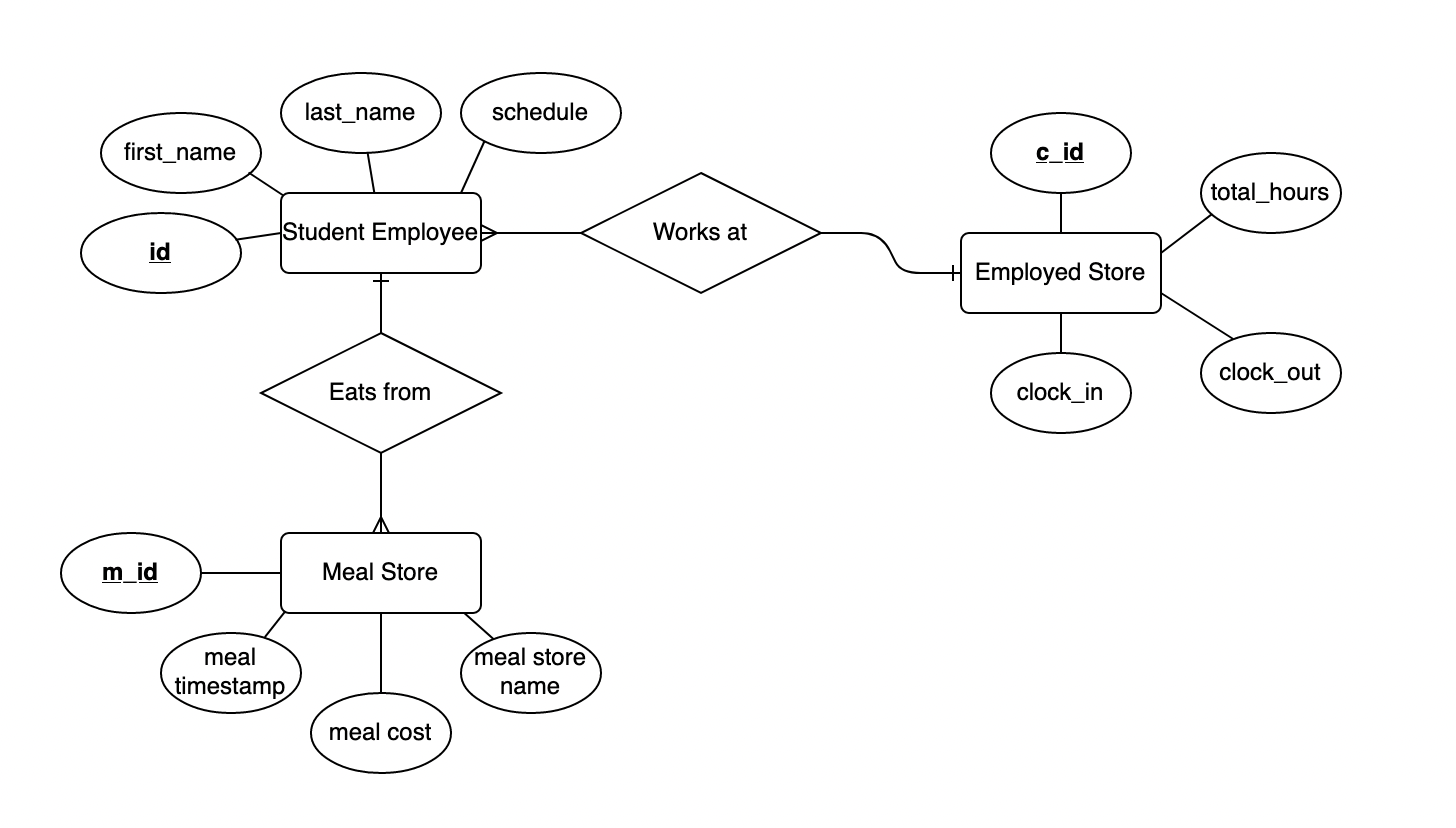 last_name
schedule
first_name
c_id
total_hours
Student Employee
Works at
id
Employed Store
clock_out
Eats from
clock_in
m_id
Meal Store
meal
timestamp
meal store
name
meal cost